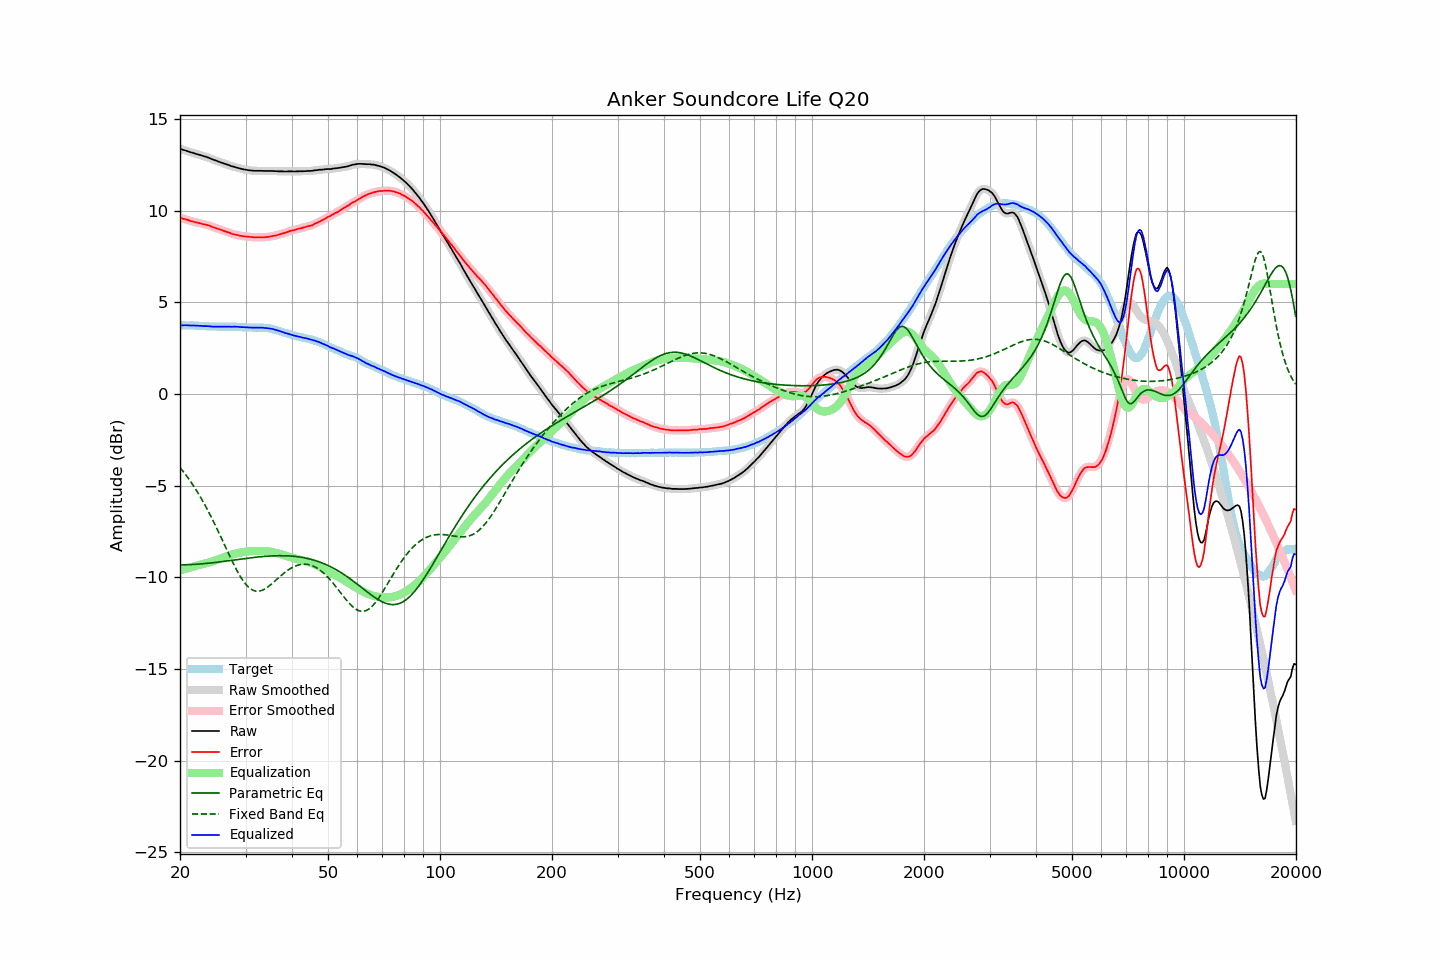 Anker Soundcore Life Q20
15
10
5
0
−5
−10
−15
−20
−25
Amplitude (dBr)
Target
Raw Smoothed
Error Smoothed
Raw
Error
Equalization
Parametric Eq
Fixed Band Eq
Equalized
20 50 100 200 500 1000 2000 5000 10000 20000
Frequency (Hz)